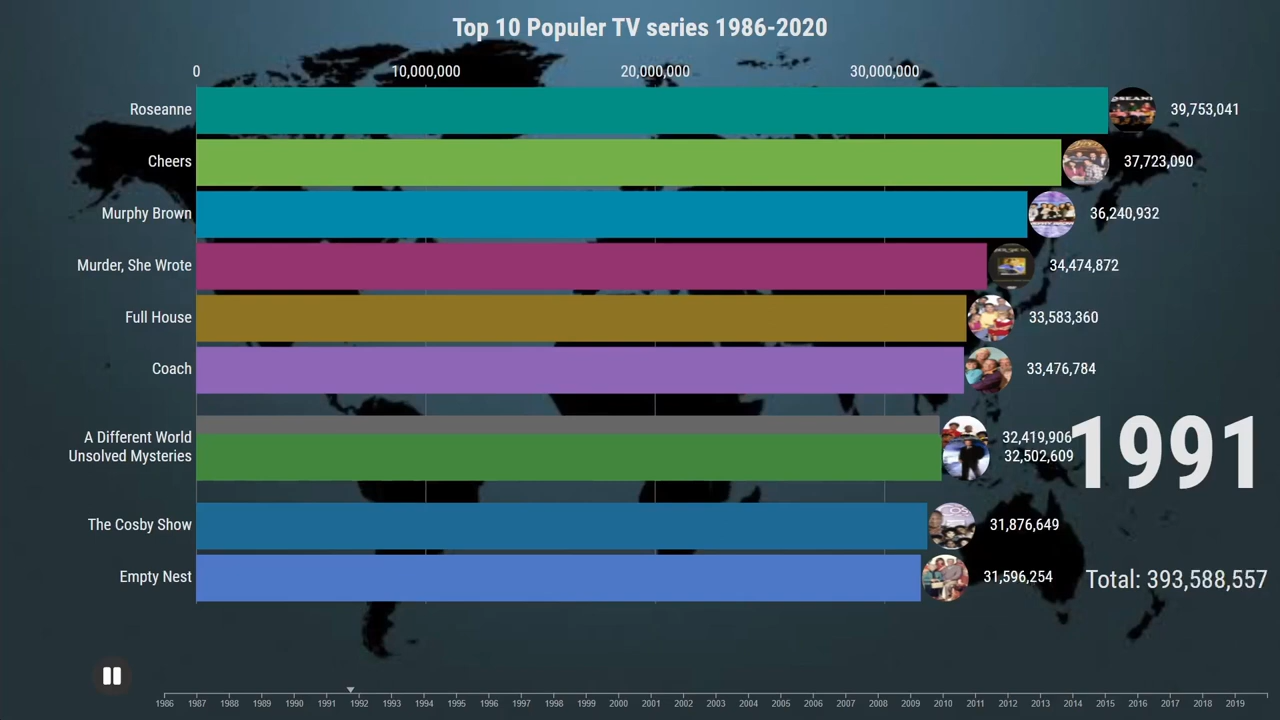 Top 10 Populer TV series 1986-2020
0 10,000,000 20,000,000 30,000,000
Roseanne 39,753,041
Cheers 37,723,090
Murphy Brown 36,240,932
Murder, She Wrote 34,474,872
Full House 33,583,360
Coach 33,476,784
A Different World 32,419,906
Unsolved Mysteries 32,502,609
1991
The Cosby Show 31,876,649
Empty Nest 31,596,254
Total: 393,588,557
1986 1987 1988 1989 1990 1991 1992 1993 1994 1995 1996 1997 1998 1999 2000 2001 2002 2003 2004 2005 2006 2007 2008 2009 2010 2011 2012 2013 2014 2015 2016 2017 2018 2019